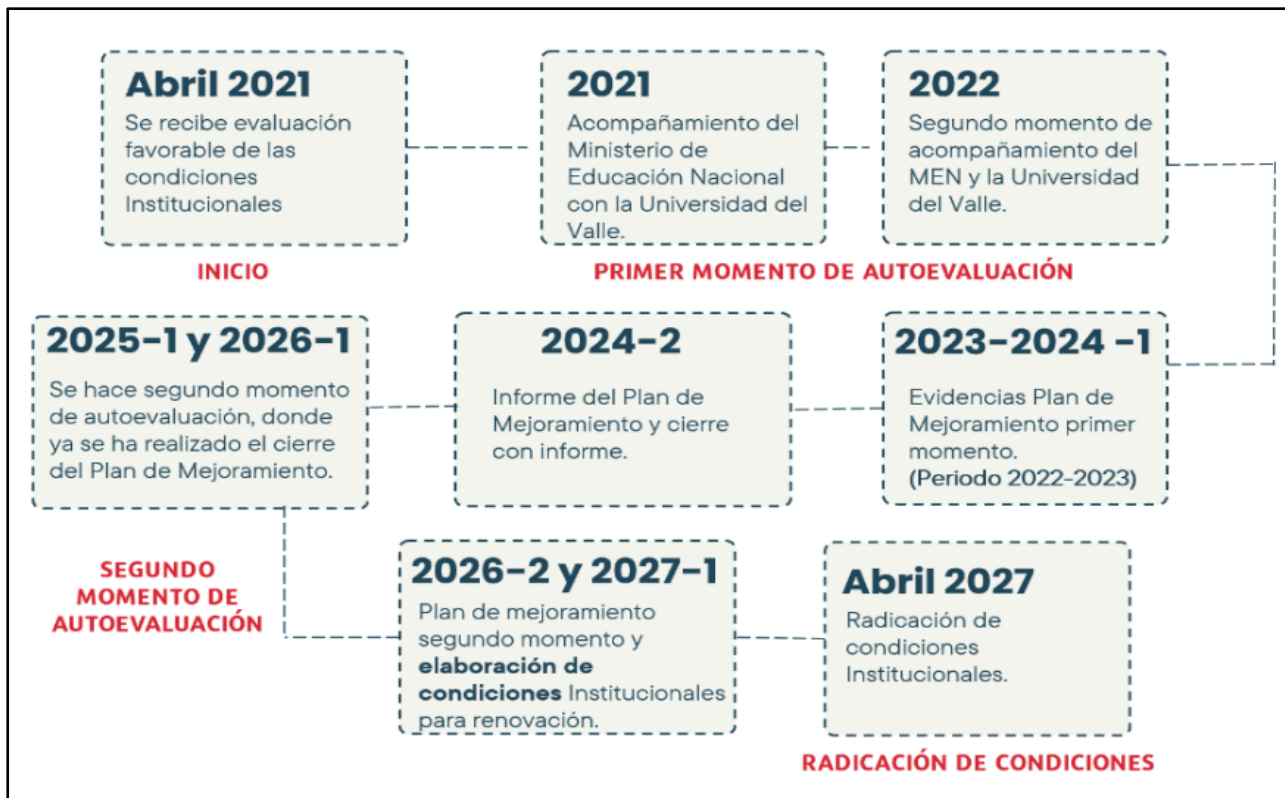 Abril 2021
Se recibe evaluación
favorable de las
condiciones
Institucionales
INICIO
2021
Acompañamiento del
Ministerio de
Educación Nacional
con la Universidad del
Valle.
2022
Segundo momento de
acompañamiento del
MEN y la Universidad
del Valle.
PRIMER MOMENTO DE AUTOEVALUACIÓN
2023-2024 -1
Evidencias Plan de
Mejoramiento primer
momento.
(Periodo 2022-2023)
2024-2
Informe del Plan de
Mejoramiento y cierre
con informe.
2025-1 y 2026-1
Se hace segundo momento
de autoevaluación, donde
ya se ha realizado el cierre
del Plan de Mejoramiento.
SEGUNDO
MOMENTO DE
AUTOEVALUACIÓN
2026-2 y 2027-1
Plan de mejoramiento
segundo momento y
elaboración de
condiciones Institucionales
para renovación.
Abril 2027
Radicación de
condiciones
Institucionales.
RADICACIÓN DE CONDICIONES